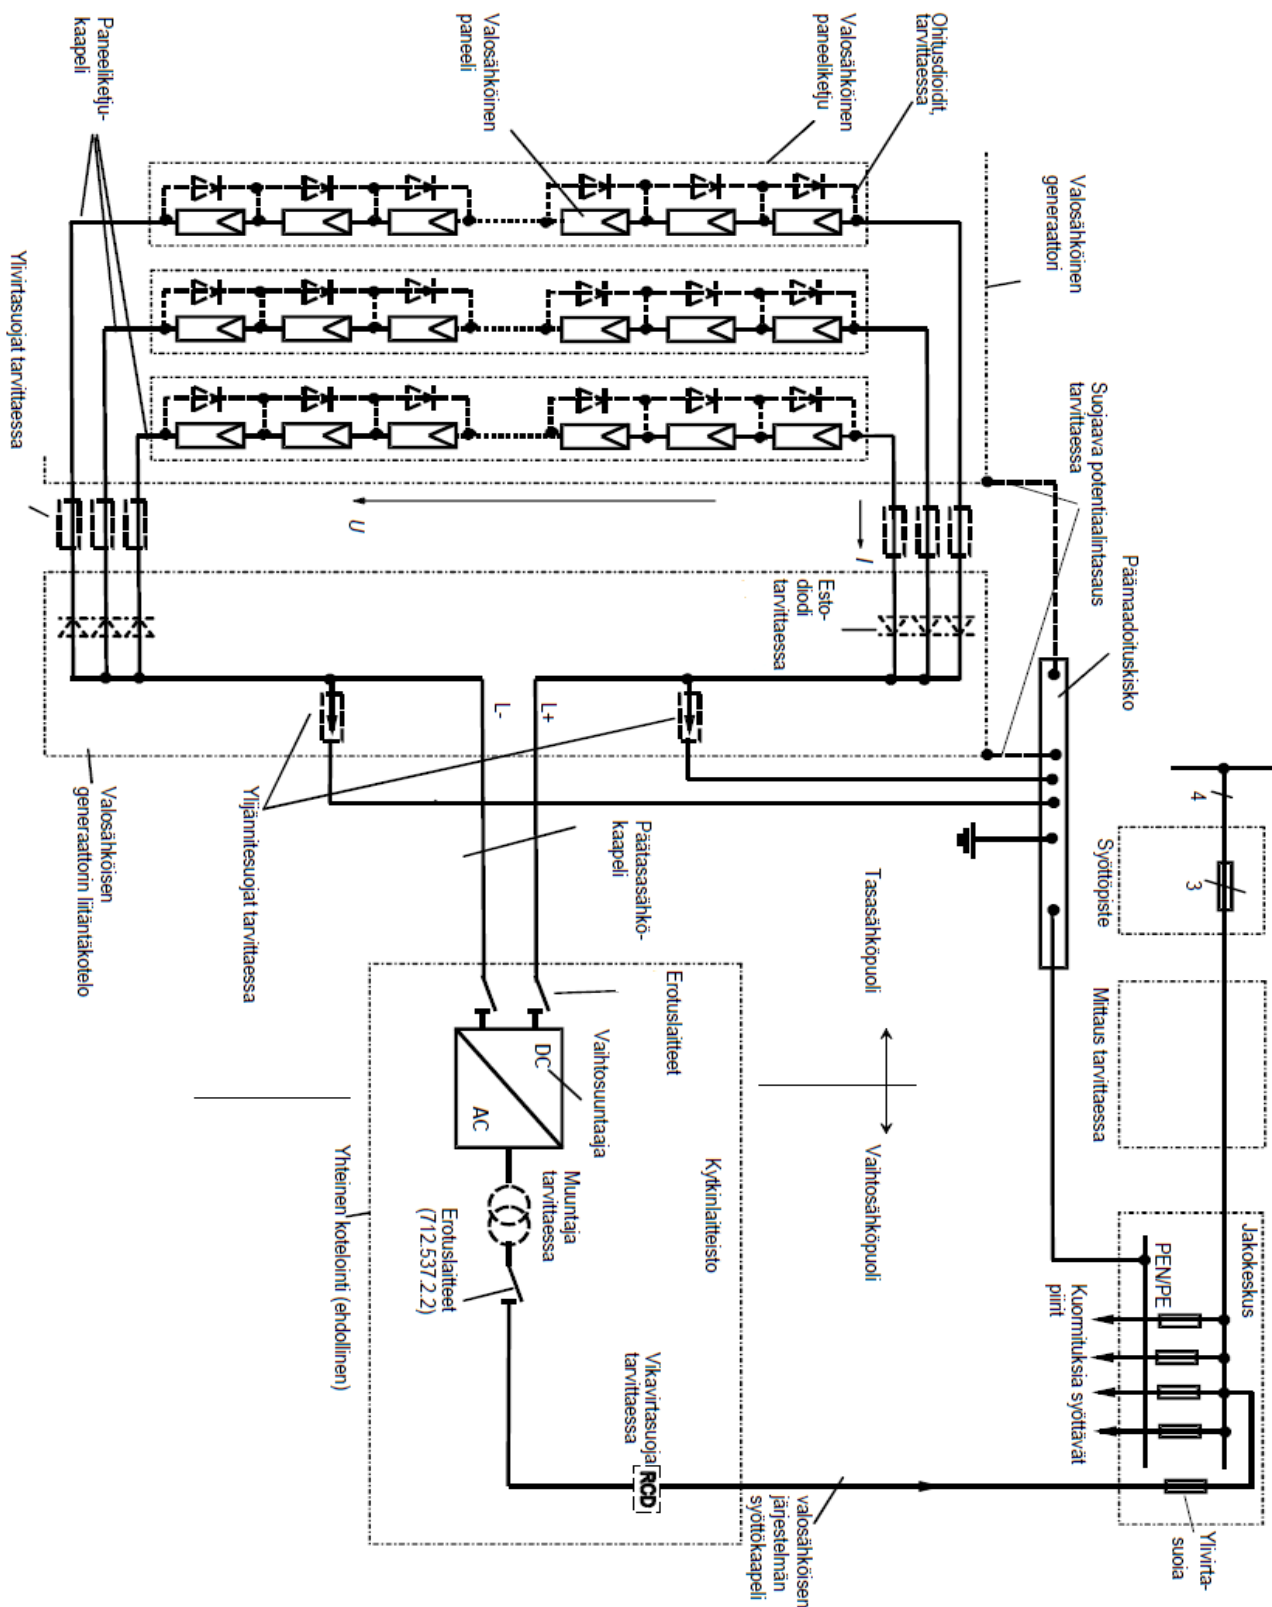 Ohitusdioidit,
tarvittaessa
Valosähköinen
paneeliketju
Valosähköinen
paneeli
Paneeliketju-
kaapeli
Valosähköinen
generaattori
Suojaava potentiaalintasaus
tarvittaessa
Ylivirtasuojat tarvittaessa
U
I
Esto-
diodi
tarvittaessa
Päämaadoituskisko
L-
L+
Valosähköisen
generaattorin liitäntäkotelo
Ylijännitesuojat tarvittaessa
Päätasasähkö-
kaapeli
Tasasähköpuoli
Vaihtosähköpuoli
4
3
Syöttöpiste
Mittaus tarvittaessa
Jakokeskus
PEN/PE
Kuormituksia syöttävät
piirit
Ylivirta-
suoia
Erotuslaitteet
Vaihtosuuntaaja
DC
AC
Kytkinlaitteisto
Muuntaja
tarvittaessa
Erotuslaitteet
(712.537.2.2)
Yhteinen kotelointi (ehdollinen)
Vikavirtasuoja
tarvittaessa
RCD
valosähköisen
järjestelmän
syöttökaapeli